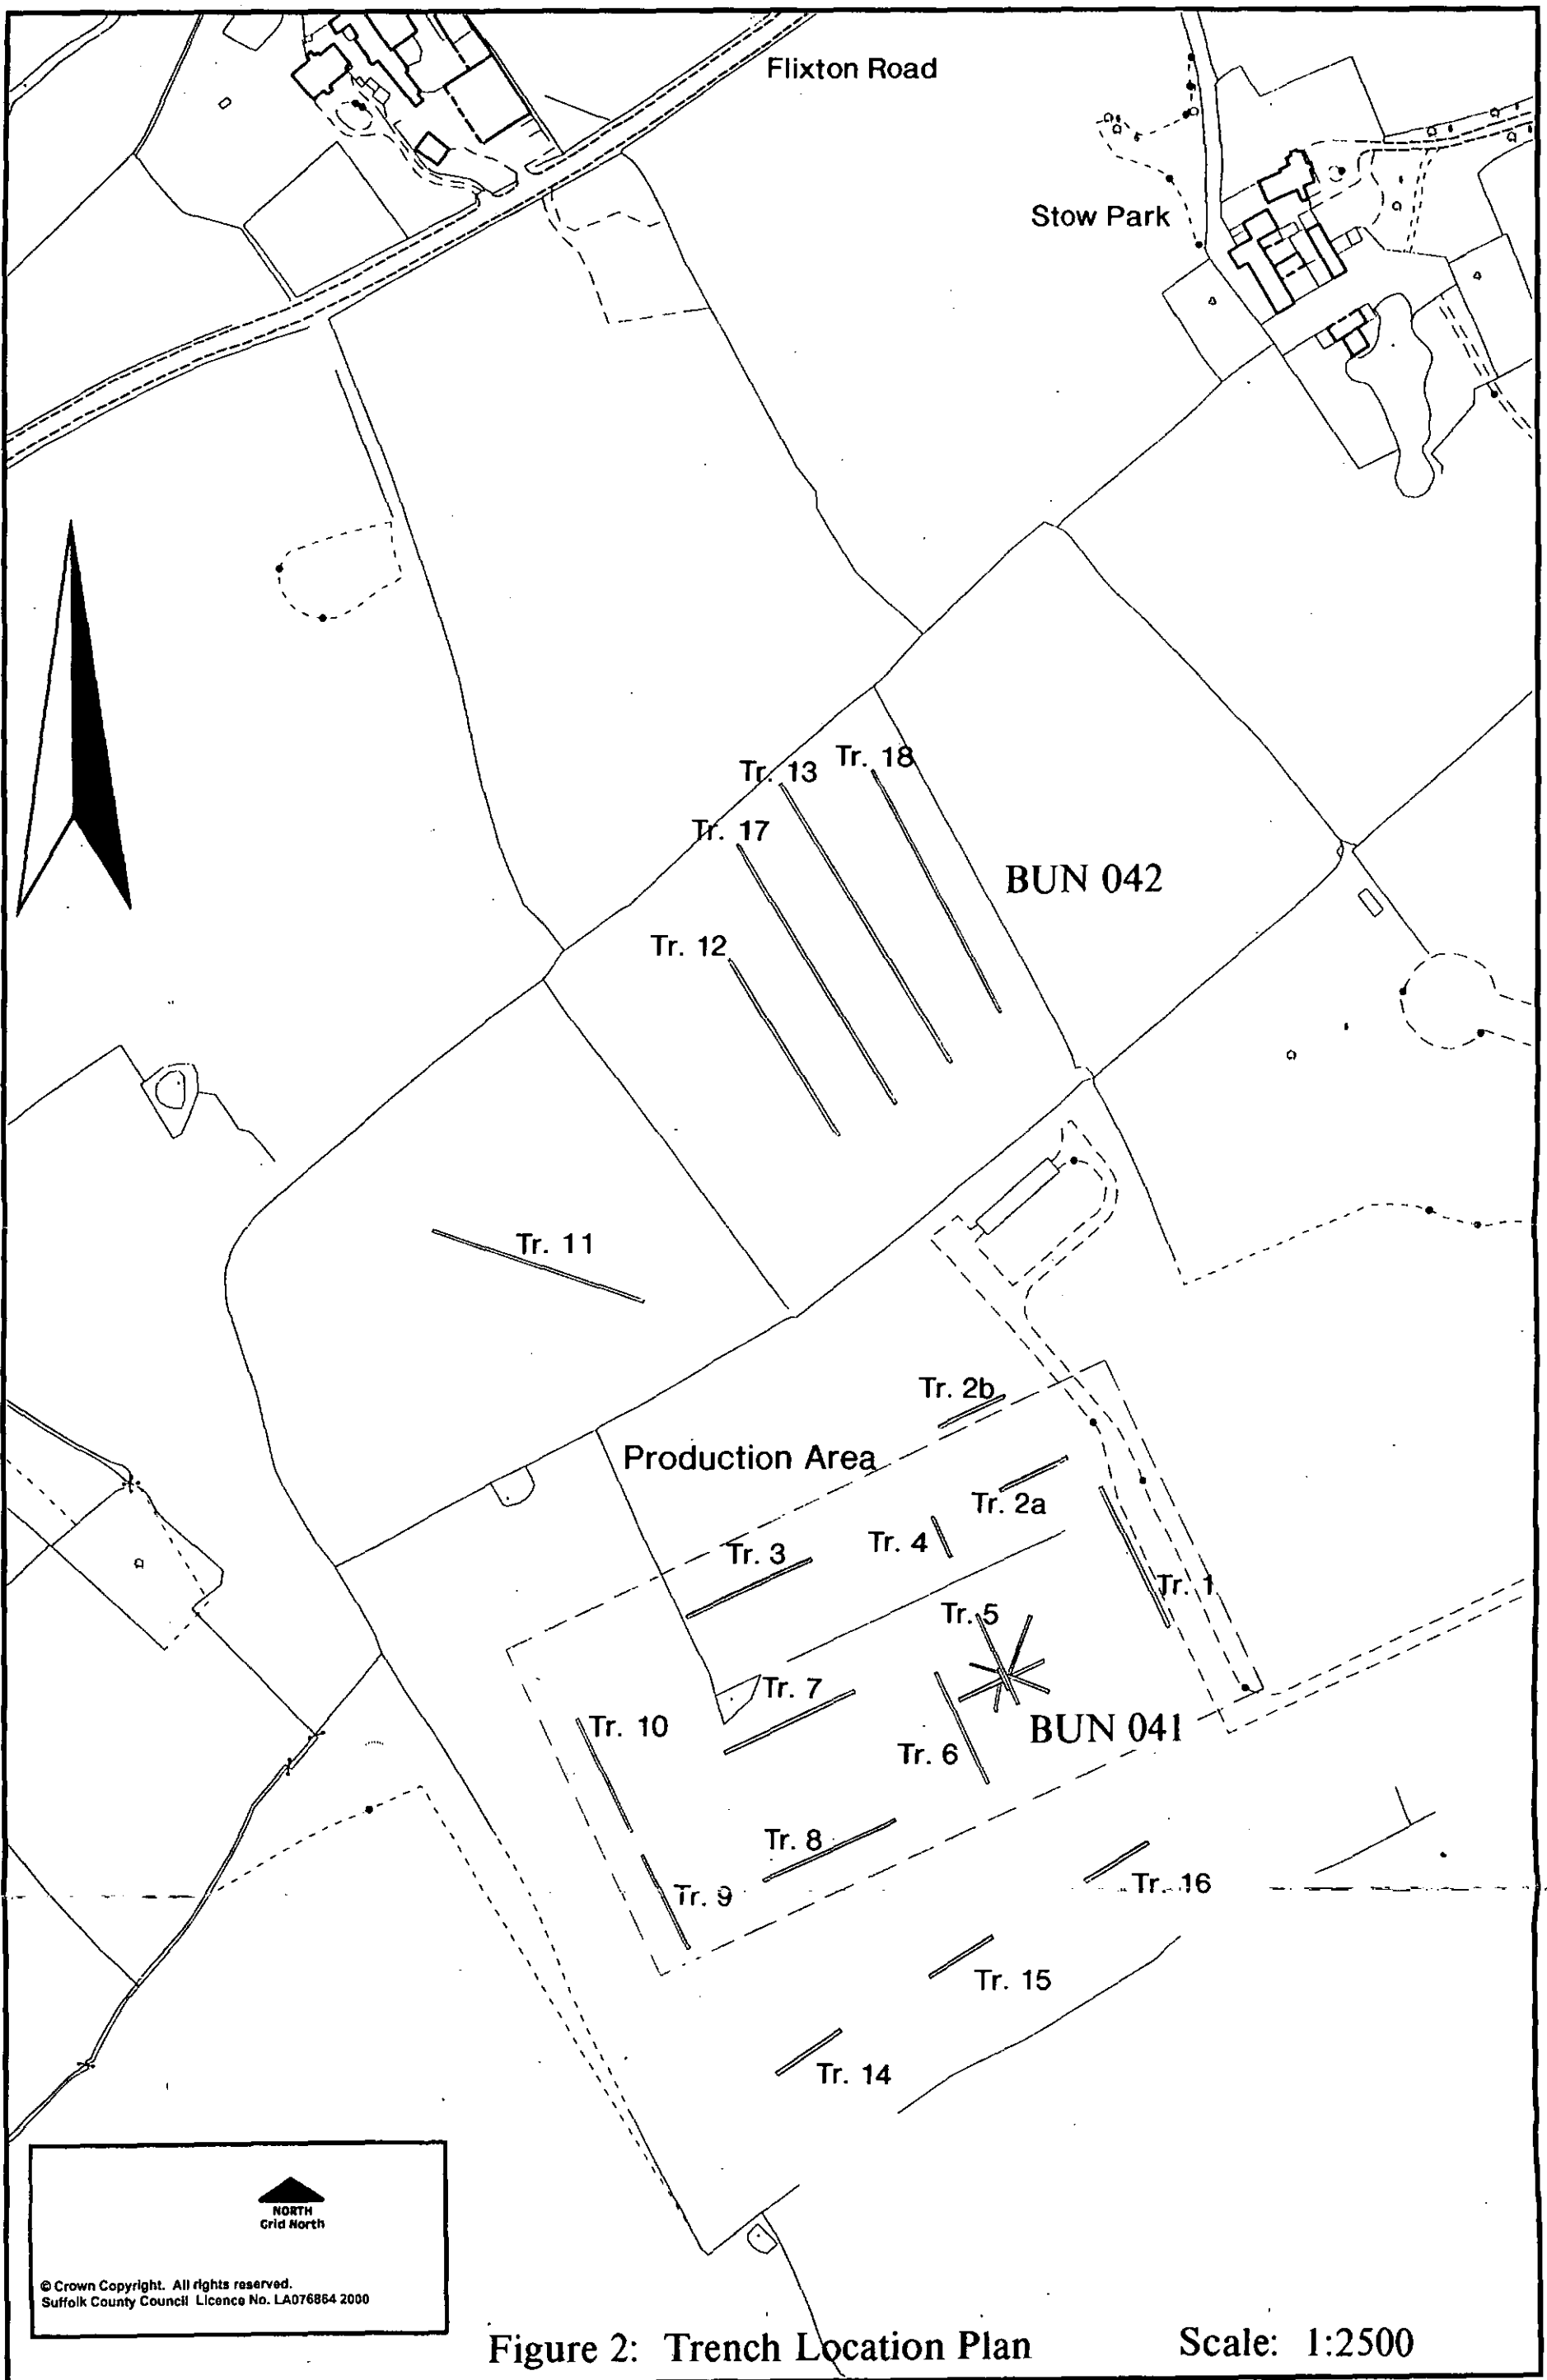 Flixton Road
Stow Park
Tr. 18
Tr. 13
Tr. 17
BUN 042
Tr. 12
Tr. 11
Tr. 2b
Production Area
Tr. 2a
Tr. 4
Tr. 3
Tr. 1
Tr. 5
Tr. 7
Tr. 10
BUN 041
Tr. 6
Tr. 8
Tr. 9
Tr. 16
Tr. 15
Tr. 14
NORTH
Grid North
© Crown Copyright. All rights reserved.
Suffolk County Council Licence No. LA076864 2000
Figure 2: Trench Location Plan
Scale: 1:2500